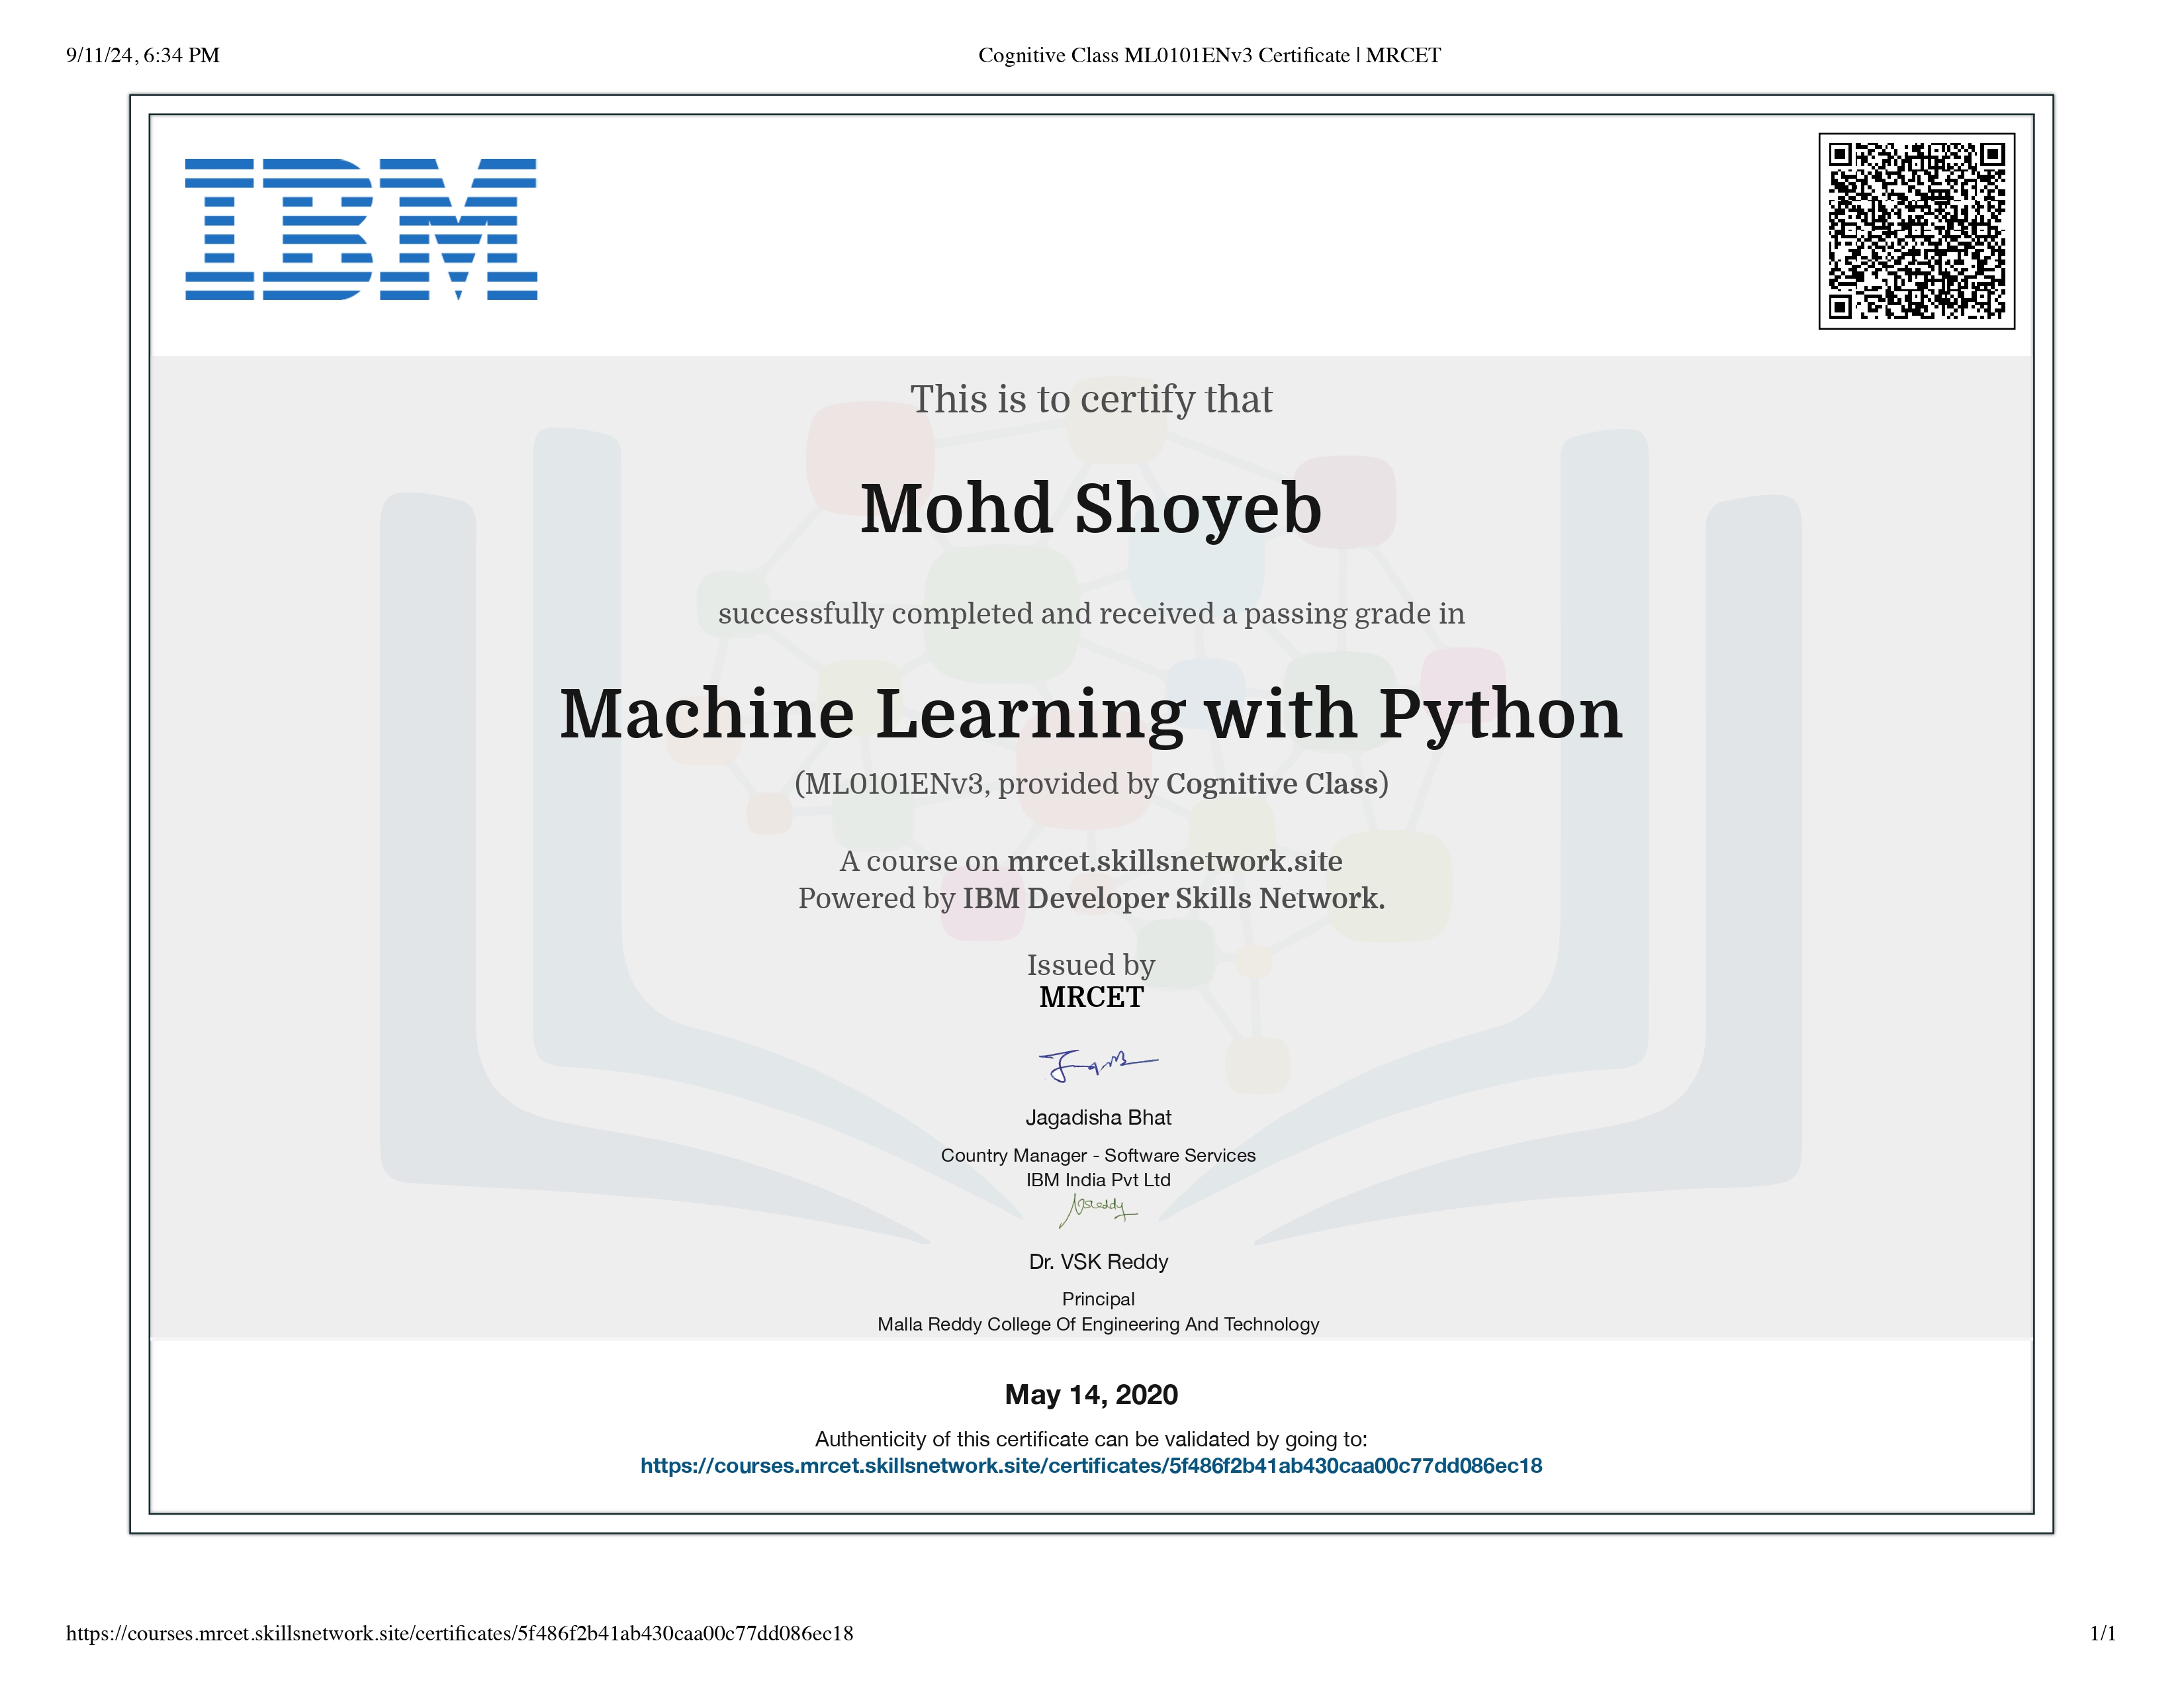 9/11/24, 6:34 PM
Cognitive Class ML0101ENv3 Certificate | MRCET
IBM
This is to certify that
Mohd Shoyeb
successfully completed and received a passing grade in
Machine Learning with Python
(ML0101ENv3, provided by Cognitive Class)
A course on mrcet.skillsnetwork.site
Powered by IBM Developer Skills Network.
Issued by
MRCET
Jagadisha Bhat
Country Manager - Software Services
IBM India Pvt Ltd
Dr. VSK Reddy
Principal
Malla Reddy College Of Engineering And Technology
May 14, 2020
Authenticity of this certificate can be validated by going to:
https://courses.mrcet.skillsnetwork.site/certificates/5f486f2b41ab430caa00c77dd086ec18
https://courses.mrcet.skillsnetwork.site/certificates/5f486f2b41ab430caa00c77dd086ec18
1/1